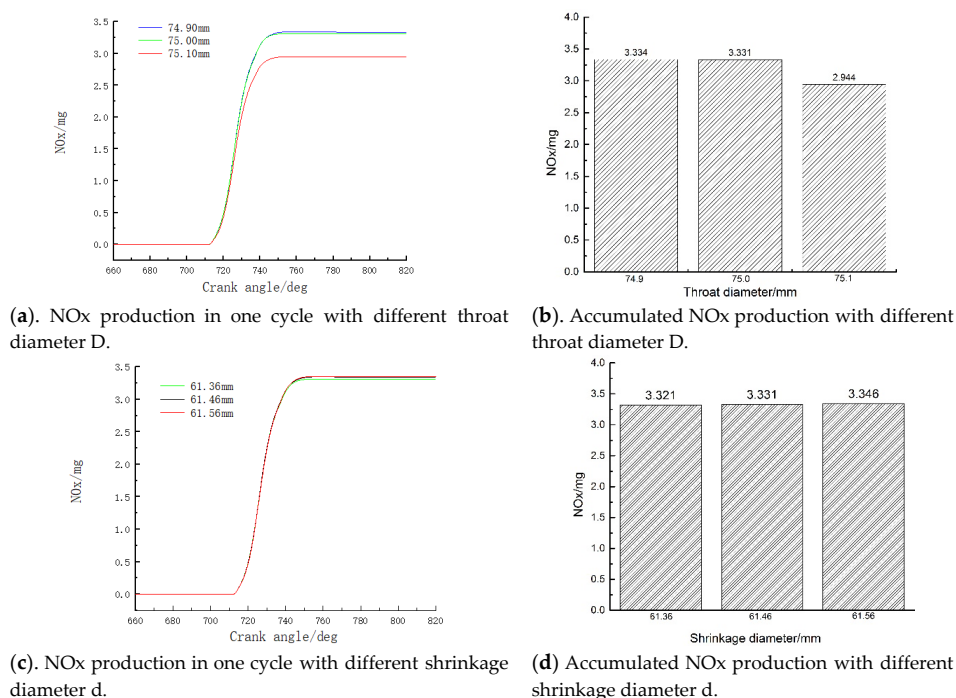 3.5
3.0
2.5
2.0
1.5
1.0
0.5
0.0
NOx/mg
74.90mm
75.00mm
75.10mm
660 680 700 720 740 760 780 800 820
Crank angle/deg
4.0
3.5
3.0
2.5
2.0
1.5
1.0
0.5
0.0
NOx/mg
3.334 3.331 2.944
74.9 75.0 75.1
Throat diameter/mm
(a). NOx production in one cycle with different throat
diameter D.
(b). Accumulated NOx production with different
throat diameter D.
3.5
3.0
2.5
2.0
1.5
1.0
0.5
0.0
NOx/mg
61.36mm
61.46mm
61.56mm
660 680 700 720 740 760 780 800 820
Crank angle/deg
4.0
3.5
3.0
2.5
2.0
1.5
1.0
0.5
0.0
NOx/mg
3.321 3.331 3.346
61.36 61.46 61.56
Shrinkage diameter/mm
(c). NOx production in one cycle with different shrinkage
diameter d.
(d) Accumulated NOx production with different
shrinkage diameter d.